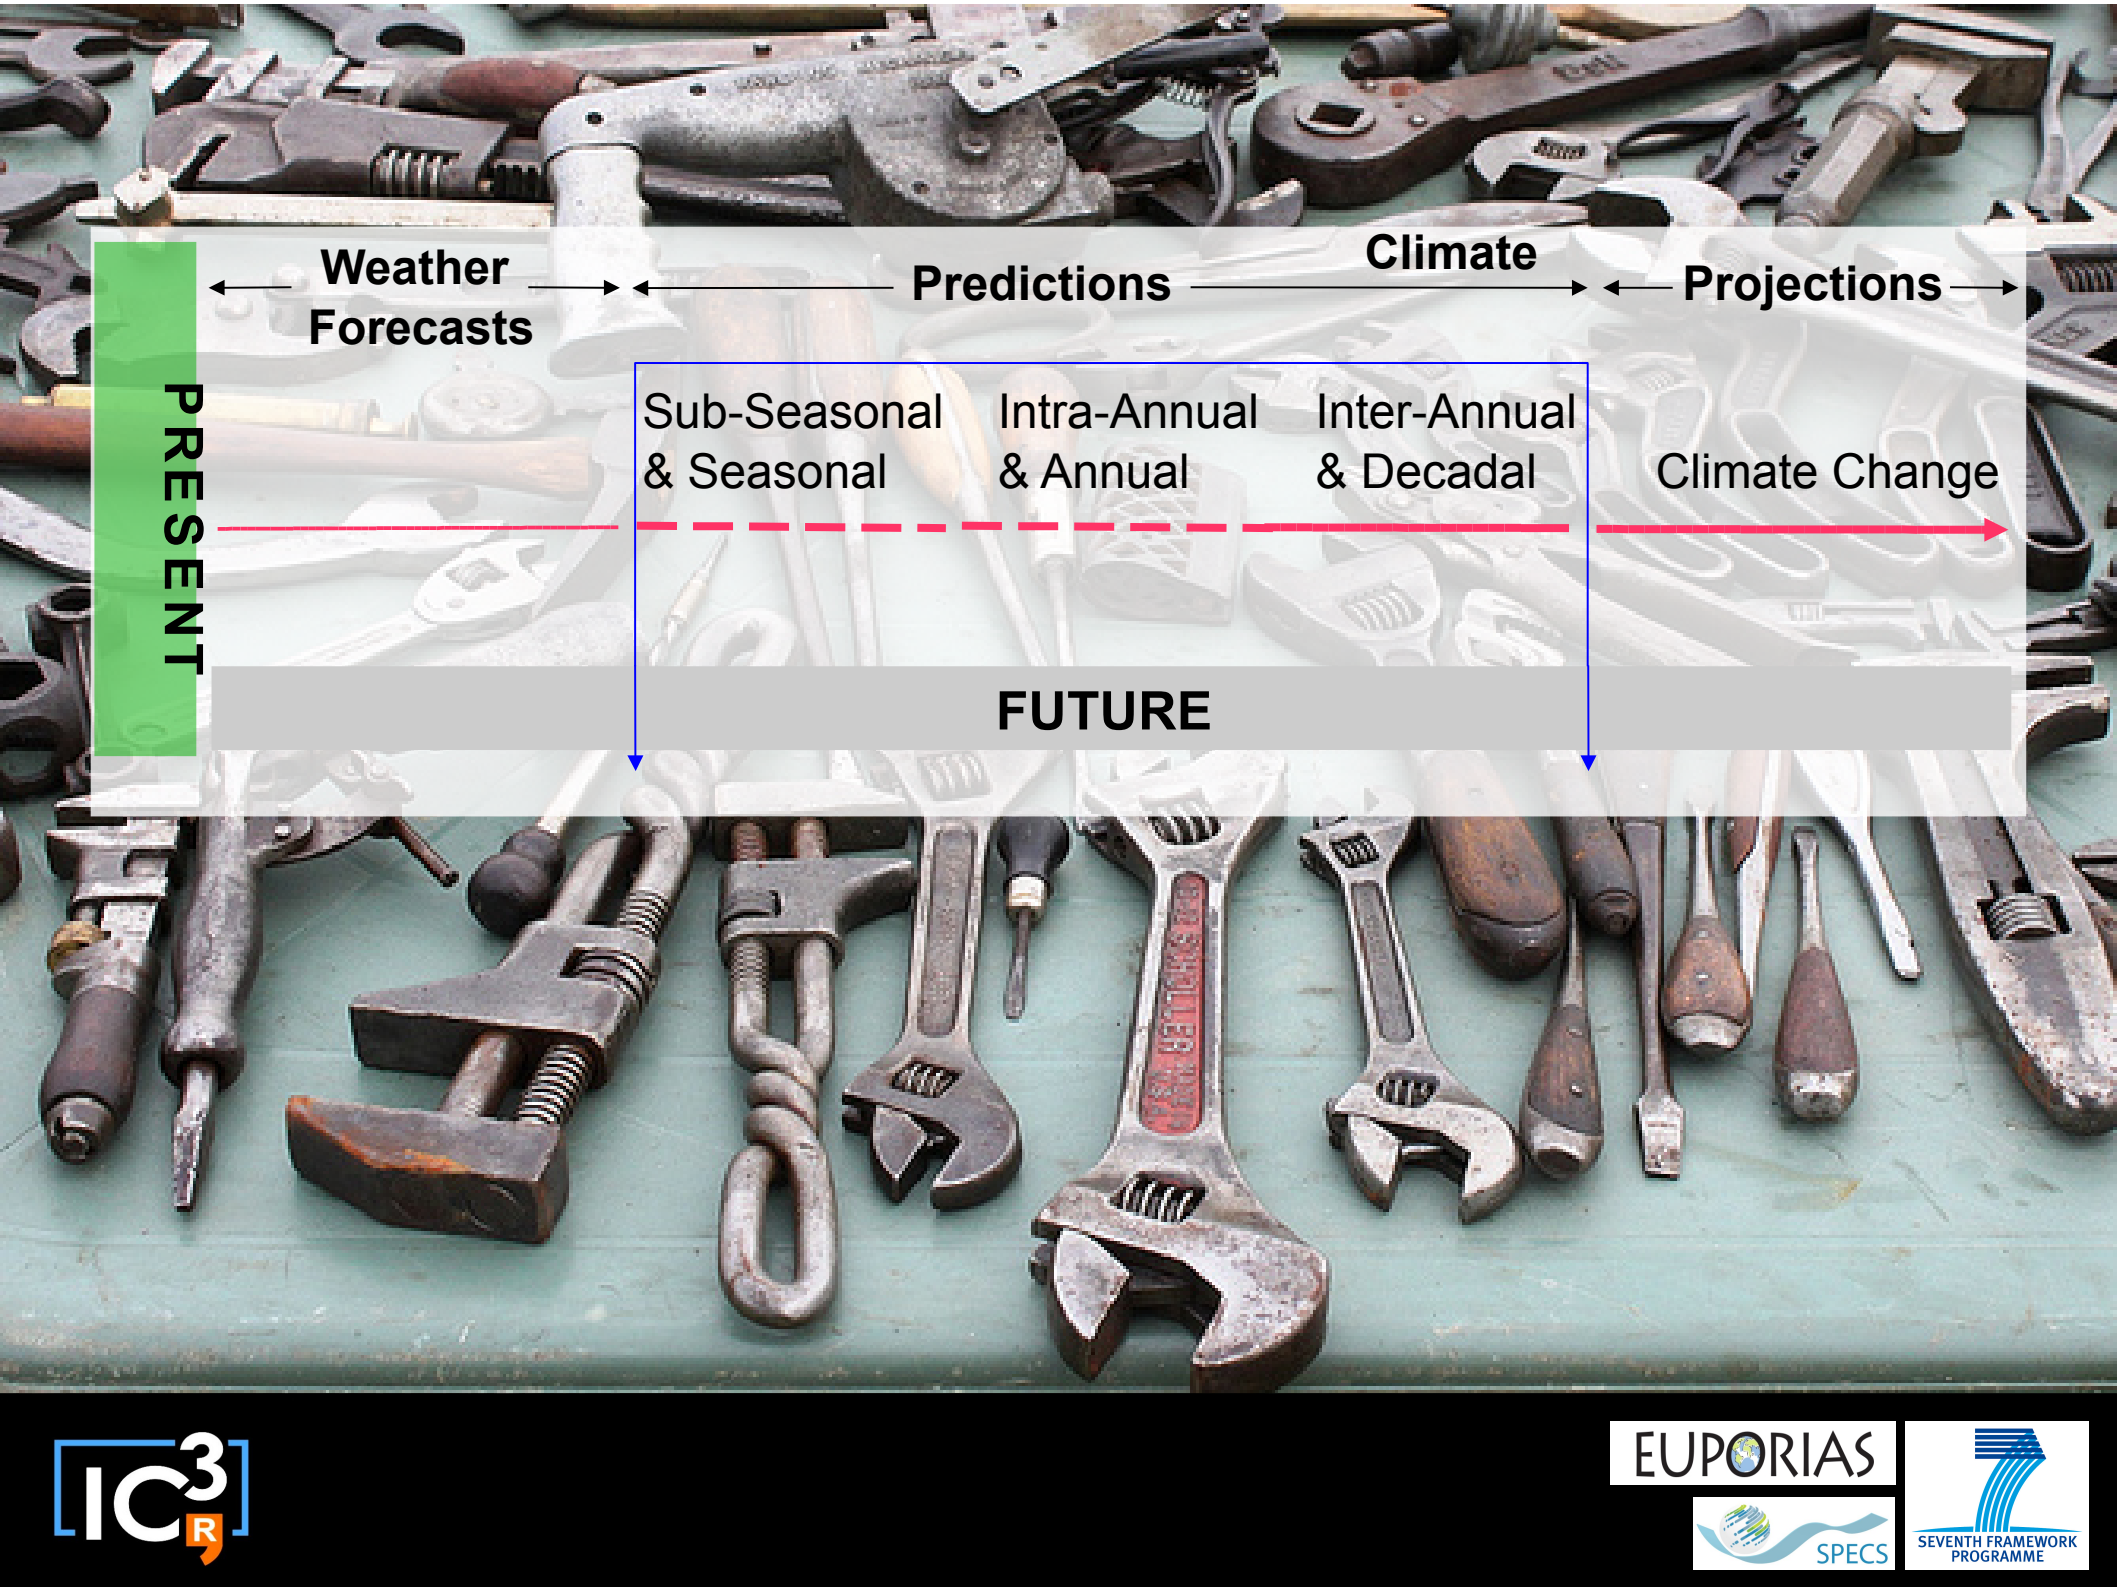 Weather
Forecasts
Predictions
Climate
Projections
PRESENT
Sub-Seasonal
& Seasonal
Intra-Annual
& Annual
Inter-Annual
& Decadal
Climate Change
FUTURE
IC3
R
EUPORIAS
SPECS
7
SEVENTH FRAMEWORK
PROGRAMME